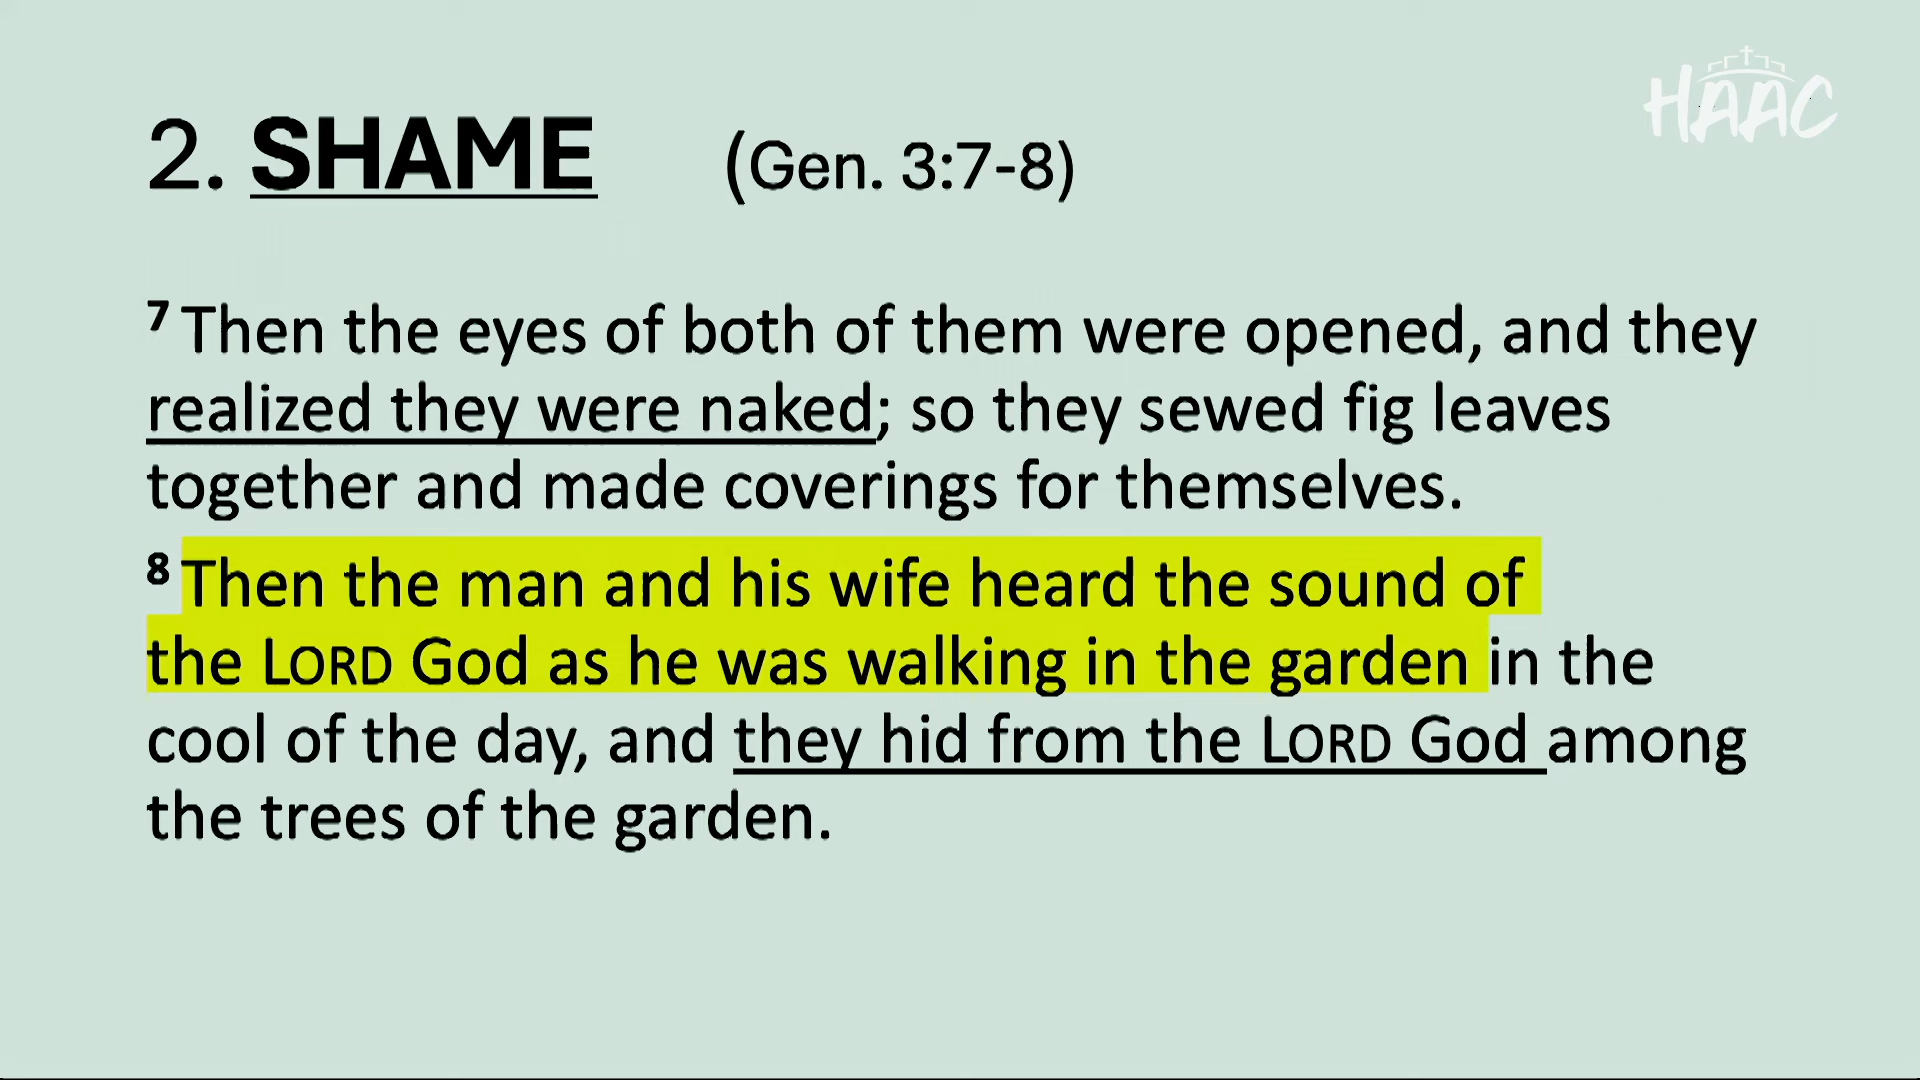 HAAC
2. SHAME (Gen. 3:7-8)
7 Then the eyes of both of them were opened, and they
realized they were naked; so they sewed fig leaves
together and made coverings for themselves.
8 Then the man and his wife heard the sound of
the LORD God as he was walking in the garden in the
cool of the day, and they hid from the LORD God among
the trees of the garden.